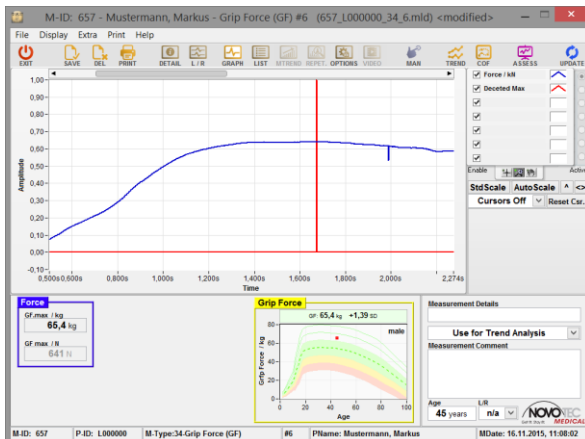 M-ID: 657 - Mustermann, Markus - Grip Force (GF) #6 (657_L000000_34_6.mld) <modified>
File Display Extra Print Help
EXIT SAVE DEL PRINT DETAIL L / R GRAPH LIST MTREND REPET. OPTIONS VIDEO MAN TREND COF ASSESS UPDATE
1,00
0,90
0,80
0,70
0,60
0,50
0,40
0,30
0,20
0,10
0,00
-0,10
Amplitude
0,500s 0,600s 0,800s 1,000s 1,200s 1,400s 1,600s 1,800s 2,000s 2,274s
Time
Force / kN
Deceted Max
Enable
Active
StdScale AutoScale ^ <>
Cursors Off Reset Csr.
Force
GF.max / kg
65,4 kg
GF.max / N
641 N
Grip Force
GF: 65,4 kg +1,39 SD
male
Grip Force / kg
80
60
40
20
0
0 20 40 60 80 100
Age
Measurement Details
Use for Trend Analysis
Measurement Comment
Age L/R
45 years n/a
NOVOTEC
MEDICAL
M-ID: 657 P-ID: L000000 M-Type:34-Grip Force (GF) #6 PName: Mustermann, Markus MDate: 16.11.2015, 11:08:02